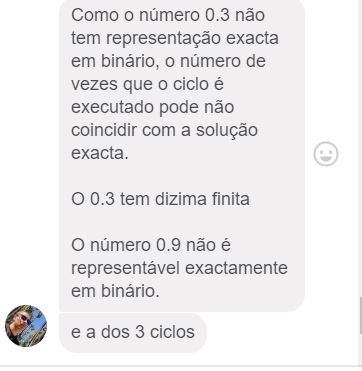 Como o número 0.3 não
tem representação exacta
em binário, o número de
vezes que o ciclo é
executado pode não
coincidir com a solução
exacta.
O 0.3 tem dizima finita
O número 0.9 não é
representável exactamente
em binário.
e a dos 3 ciclos